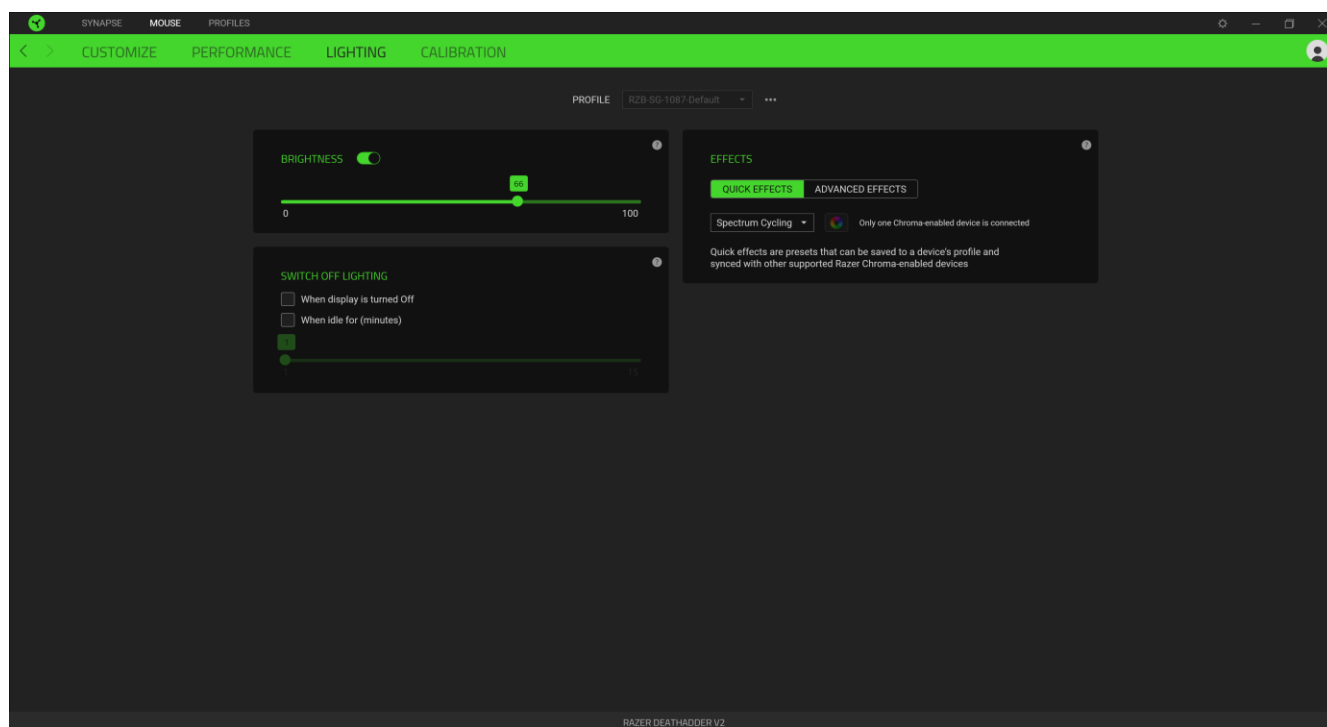 SYNAPSE MOUSE PROFILES
CUSTOMIZE PERFORMANCE LIGHTING CALIBRATION
PROFILE RZB-SG-1087-Default
BRIGHTNESS
66
0 100
SWITCH OFF LIGHTING
When display is turned Off
When idle for (minutes)
1
1 15
EFFECTS
QUICK EFFECTS ADVANCED EFFECTS
Spectrum Cycling Only one Chroma-enabled device is connected
Quick effects are presets that can be saved to a device's profile and
synced with other supported Razer Chroma-enabled devices
RAZER DEATHADDER V2